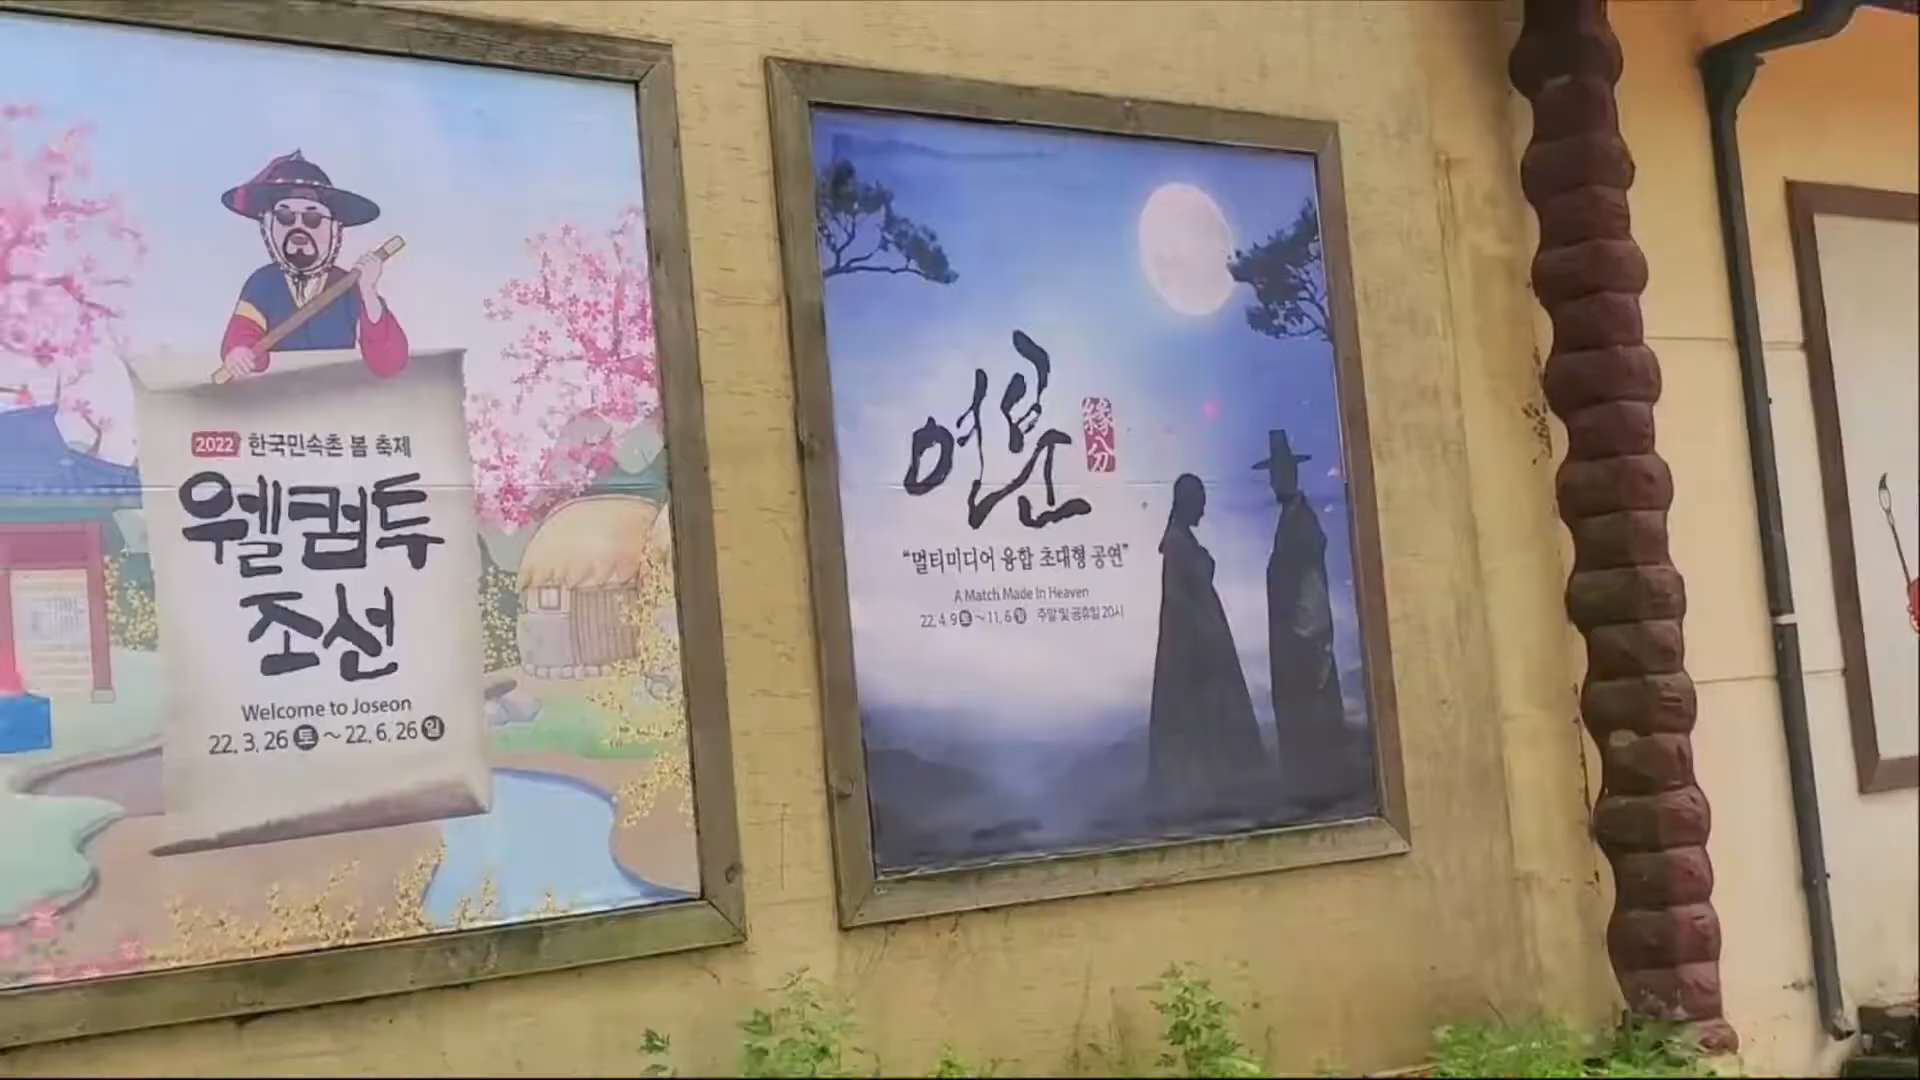 2022 한국민속촌 봄 축제
웰컴투
조선
Welcome to Joseon
22. 3. 26 토 ~ 22. 6. 26 일
연분
緣分
"멀티미디어 융합 초대형 공연"
A Match Made In Heaven
22. 4. 9 토 ~ 11. 6 일 주말 및 공휴일 20시